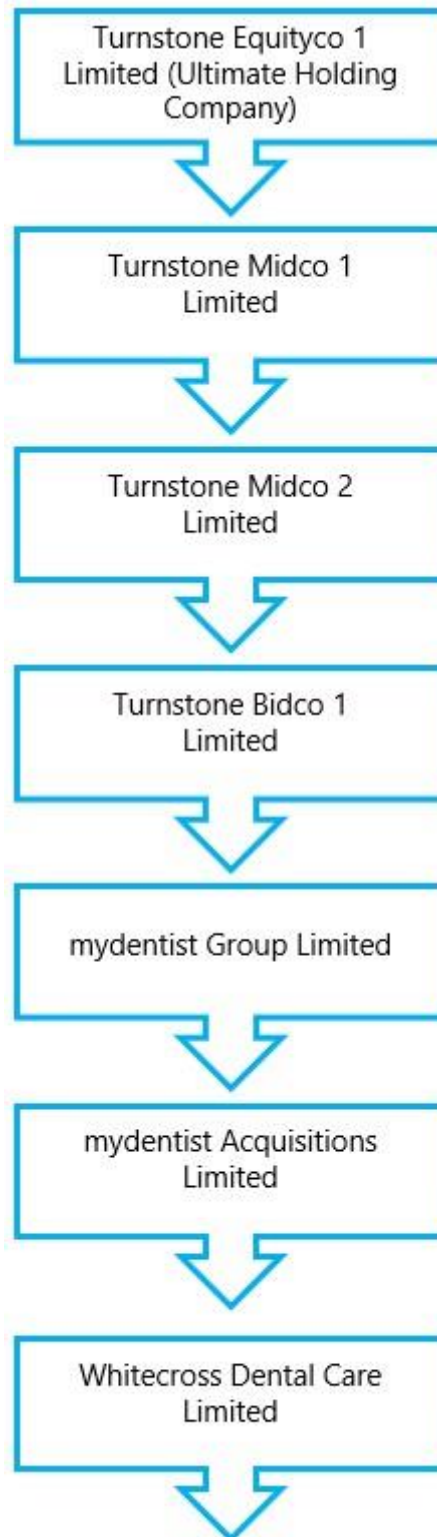 Turnstone Equityco 1
Limited (Ultimate Holding
Company)
Turnstone Midco 1
Limited
Turnstone Midco 2
Limited
Turnstone Bidco 1
Limited
mydentist Group Limited
mydentist Acquisitions
Limited
Whitecross Dental Care
Limited